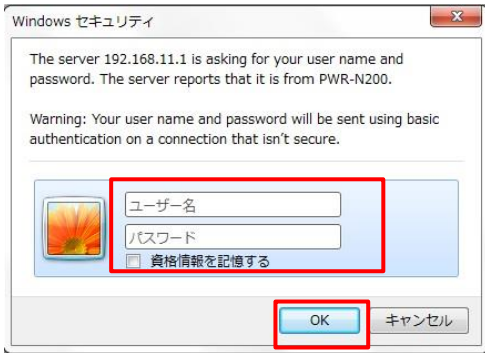 Windows セキュリティ
The server 192.168.11.1 is asking for your user name and
password. The server reports that it is from PWR-N200.
Warning: Your user name and password will be sent using basic
authentication on a connection that isn't secure.
ユーザー名
パスワード
資格情報を記憶する
OK
キャンセル